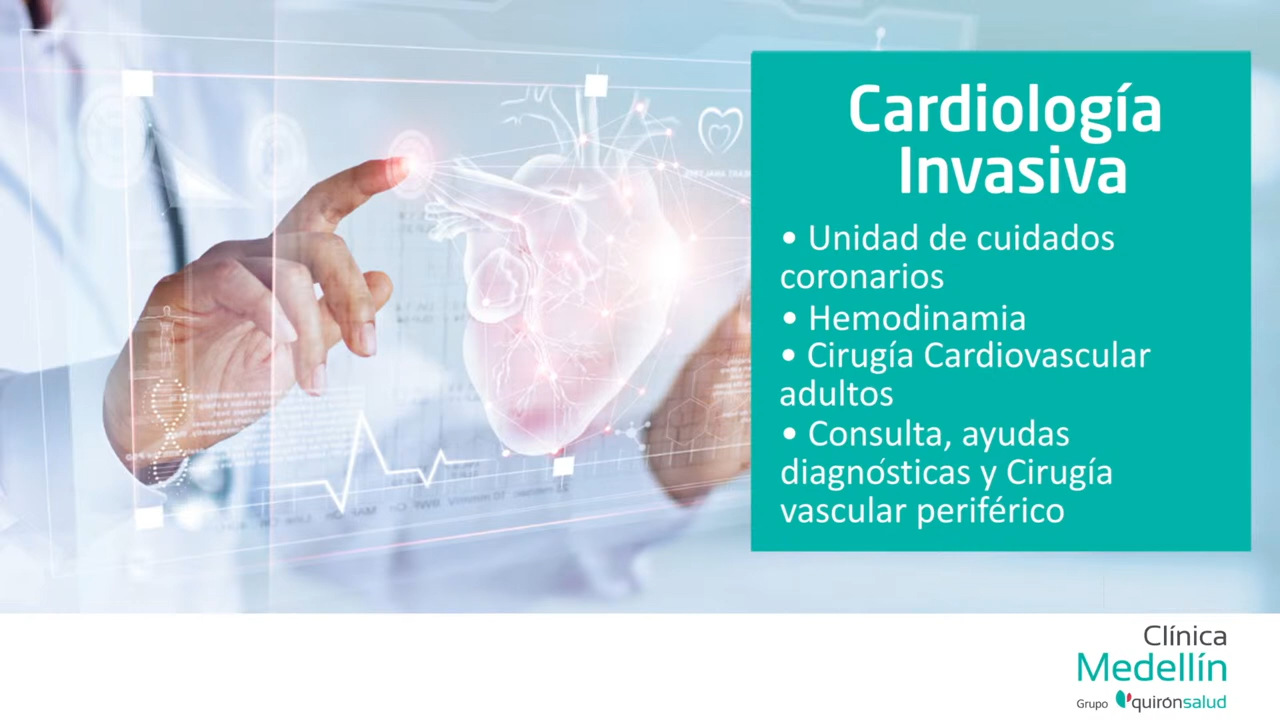 Cardiología
Invasiva
• Unidad de cuidados
coronarios
• Hemodinamia
• Cirugía Cardiovascular
adultos
• Consulta, ayudas
diagnósticas y Cirugía
vascular periférico
Clínica
Medellín
Grupo quirónsalud